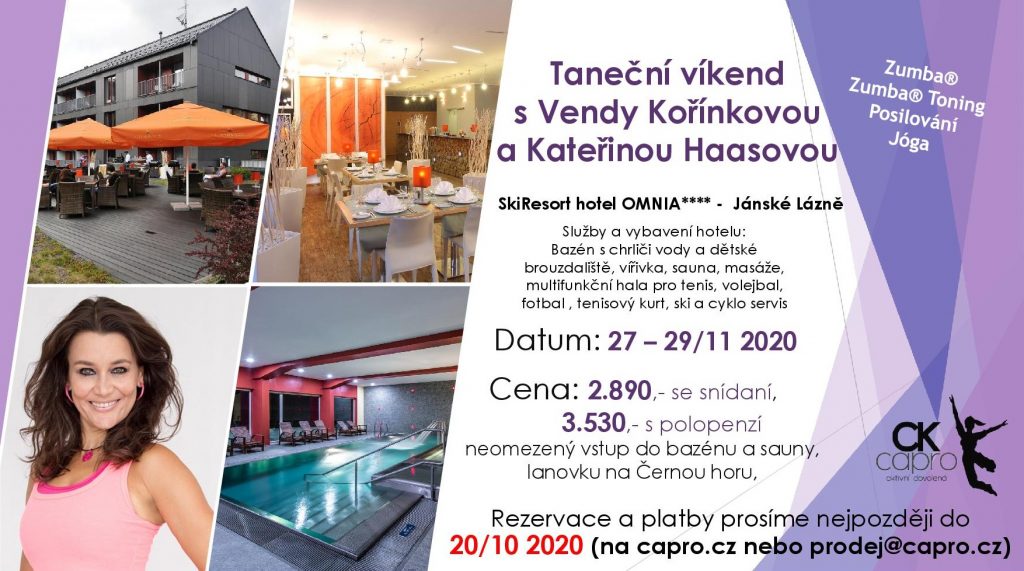 Taneční víkend
s Vendy Kořínkovou
a Kateřinou Haasovou
Zumba®
Zumba® Toning
Posilování
Jóga
SkiResort hotel OMNIA**** - Jánské Lázně
Služby a vybavení hotelu:
Bazén s chrliči vody a dětské
brouzdaliště, vířivka, sauna, masáže,
multifunkční hala pro tenis, volejbal,
fotbal , tenisový kurt, ski a cyklo servis
Datum: 27 – 29/11 2020
Cena: 2.890,- se snídaní,
3.530,- s polopenzí
neomezený vstup do bazénu a sauny,
lanovku na Černou horu,
CK
capro
aktivní dovolená
Rezervace a platby prosíme nejpozději do
20/10 2020 (na capro.cz nebo prodej@capro.cz)